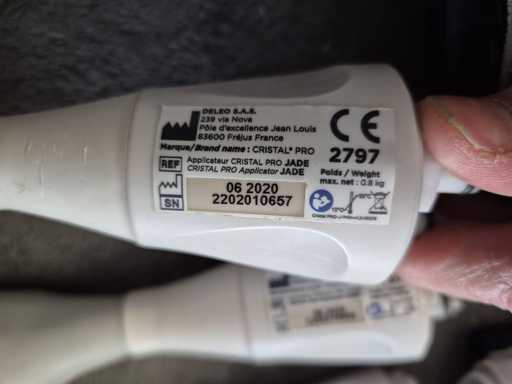 DELEO S.A.S.
239 via Nova
Pôle d'excellence Jean Louis
83600 Fréjus France
Marque/Brand name : CRISTAL® PRO
REF
Applicateur CRISTAL PRO JADE
CRISTAL PRO Applicator JADE
SN
06 2020
2202010657
CE
2797
Poids / Weight
max. net : 0.8 kg